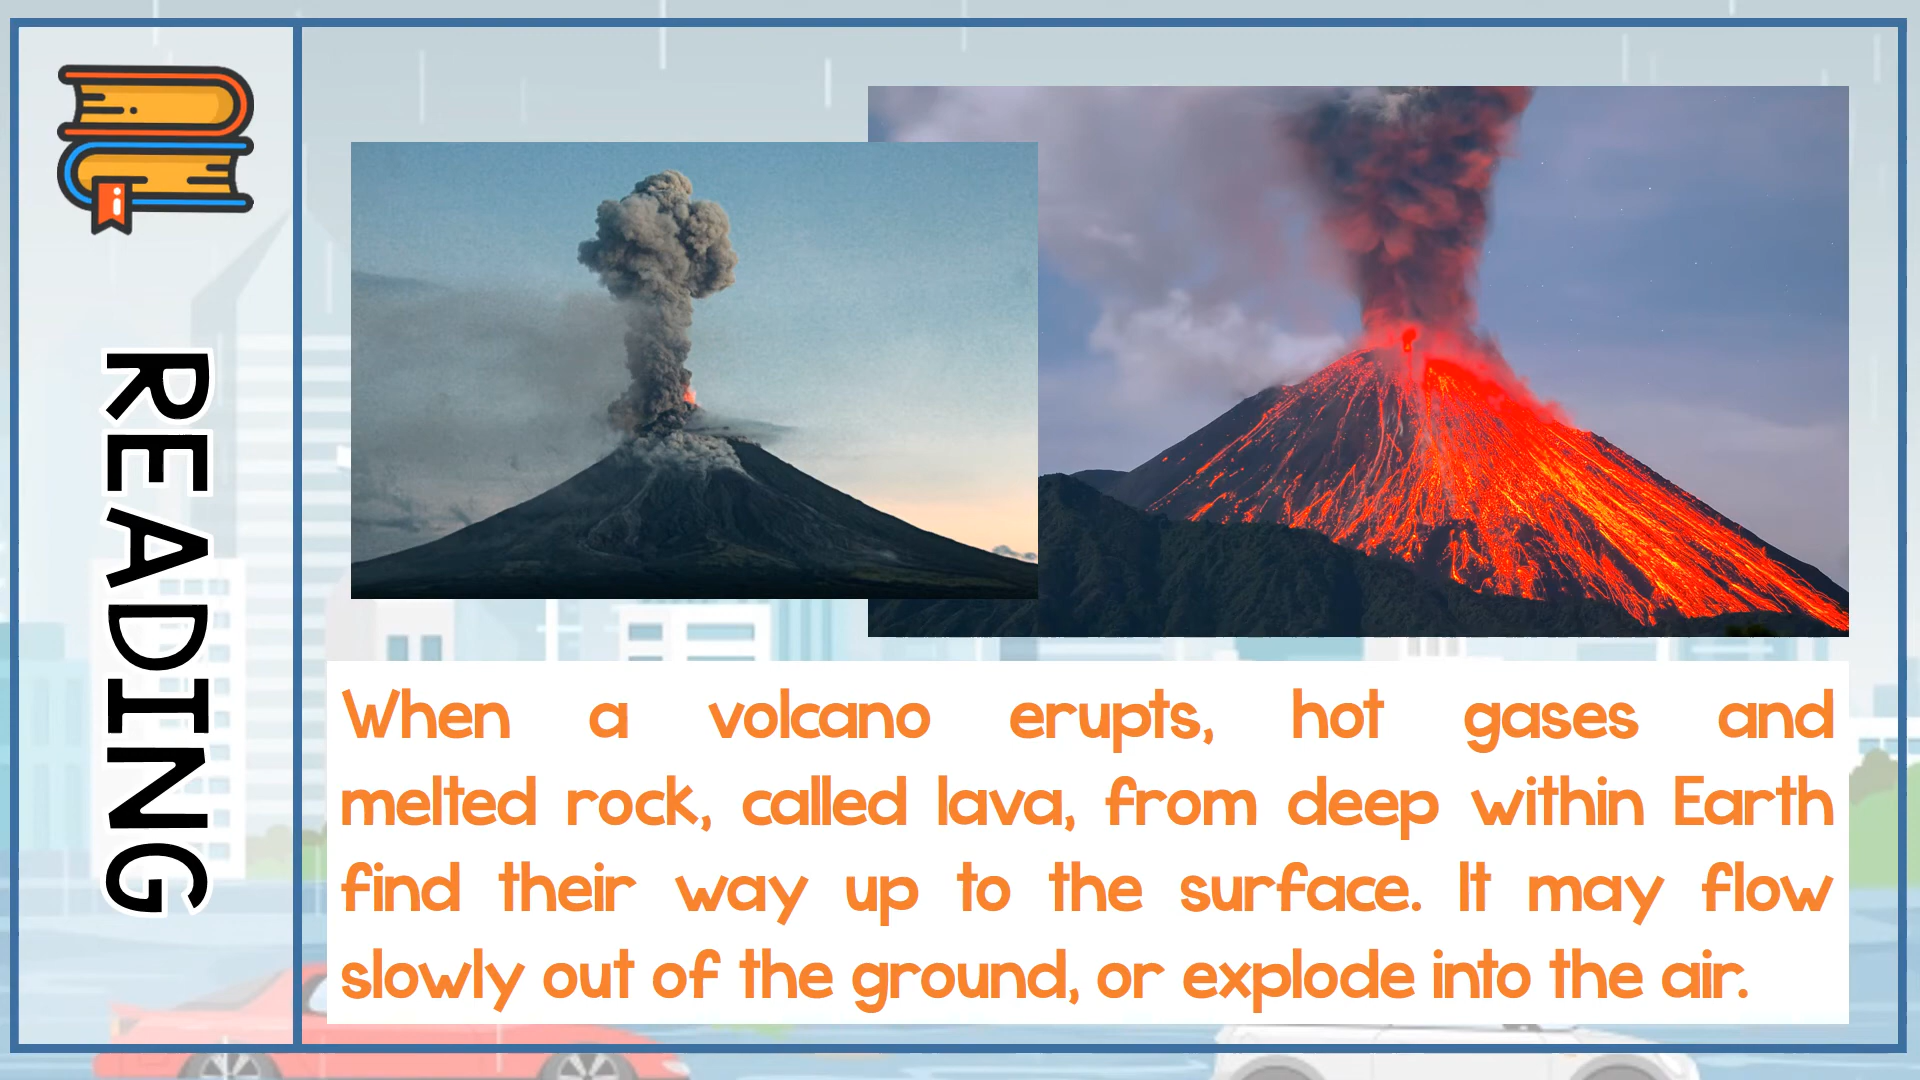 READING
When a volcano erupts, hot gases and
melted rock, called lava, from deep within Earth
find their way up to the surface. It may flow
slowly out of the ground, or explode into the air.